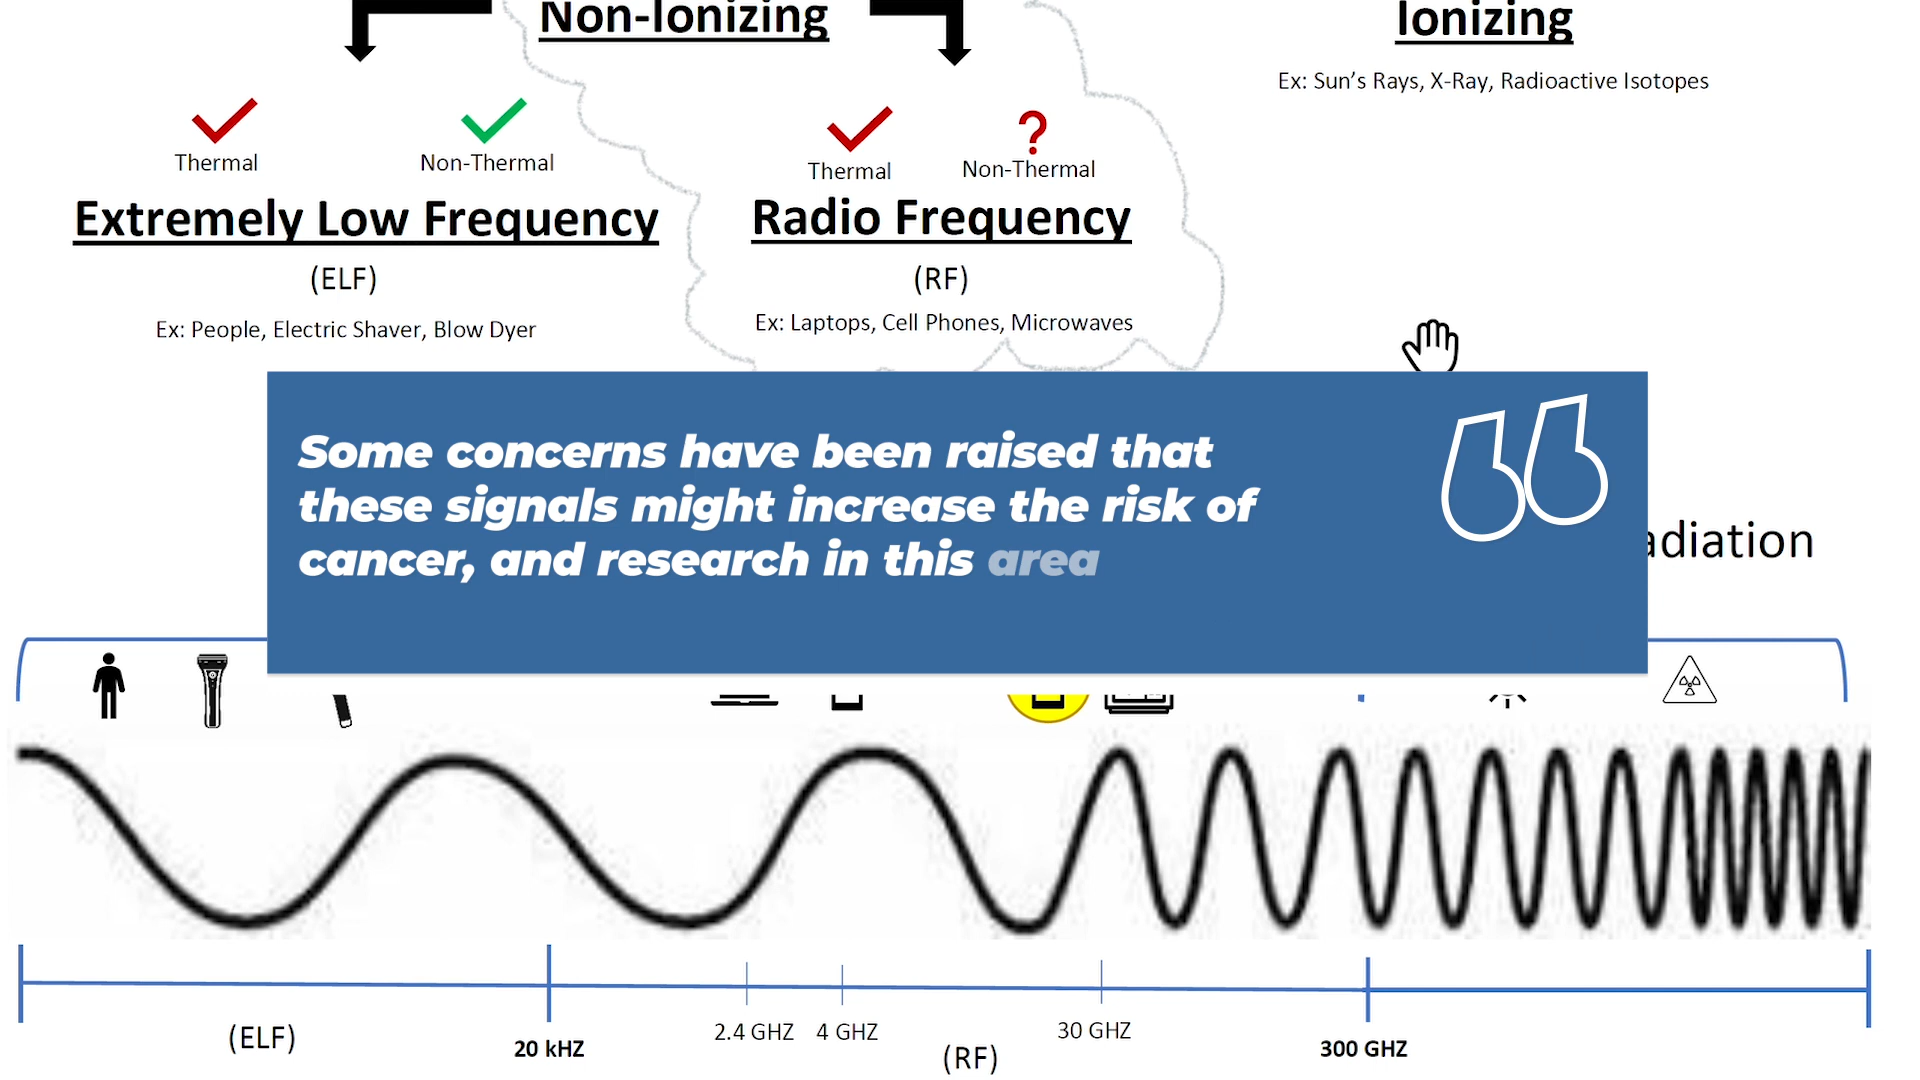 Non-Ionizing
Ionizing
Ex: Sun's Rays, X-Ray, Radioactive Isotopes
Thermal
Non-Thermal
Thermal
Non-Thermal
Extremely Low Frequency
Radio Frequency
(ELF)
(RF)
Ex: People, Electric Shaver, Blow Dyer
Ex: Laptops, Cell Phones, Microwaves
Some concerns have been raised that
these signals might increase the risk of
cancer, and research in this area
adiation
(ELF)
20 kHZ
2.4 GHZ
4 GHZ
(RF)
30 GHZ
300 GHZ